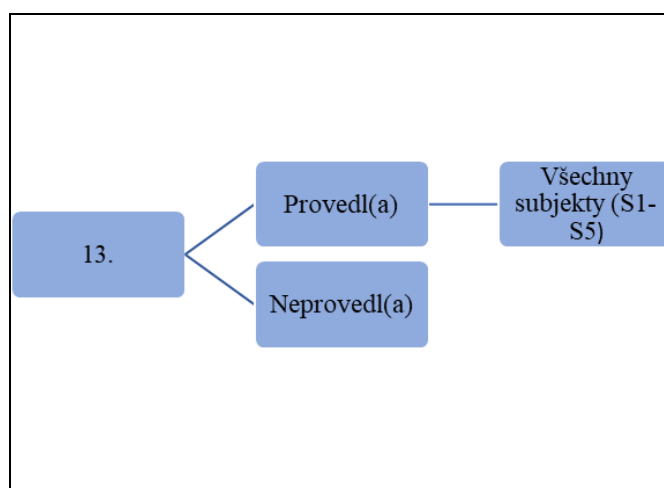 13.
Provedl(a)
Neprovedl(a)
Všechny
subjekty (S1-
S5)